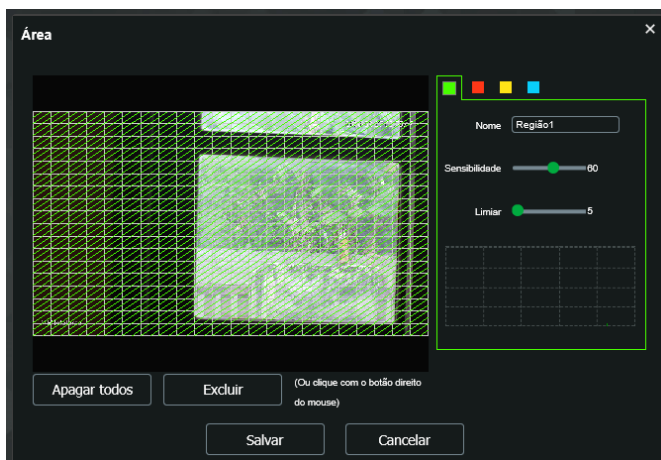 Área
×
Nome Região1
Sensibilidade 60
Limiar 5
Apagar todos
Excluir
(Ou clique com o botão direito
do mouse)
Salvar
Cancelar